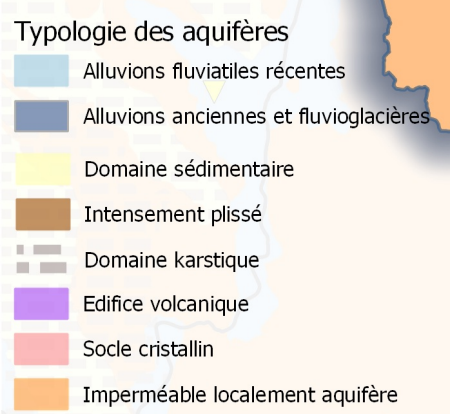 Typologie des aquifères
Alluvions fluviatiles récentes
Alluvions anciennes et fluvioglacières
Domaine sédimentaire
Intensement plissé
Domaine karstique
Edifice volcanique
Socle cristallin
Imperméable localement aquifère